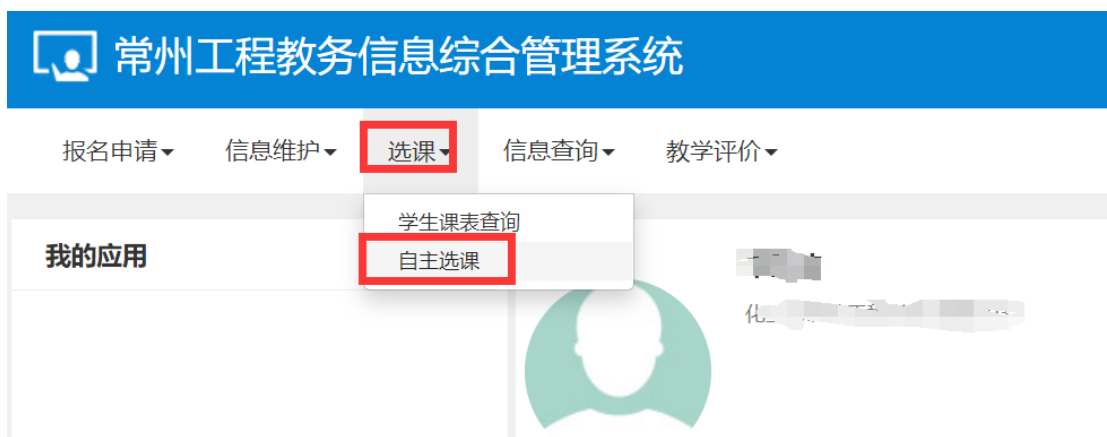 常州工程教务信息综合管理系统
报名申请 信息维护 选课 信息查询 教学评价
学生课表查询
我的应用
自主选课